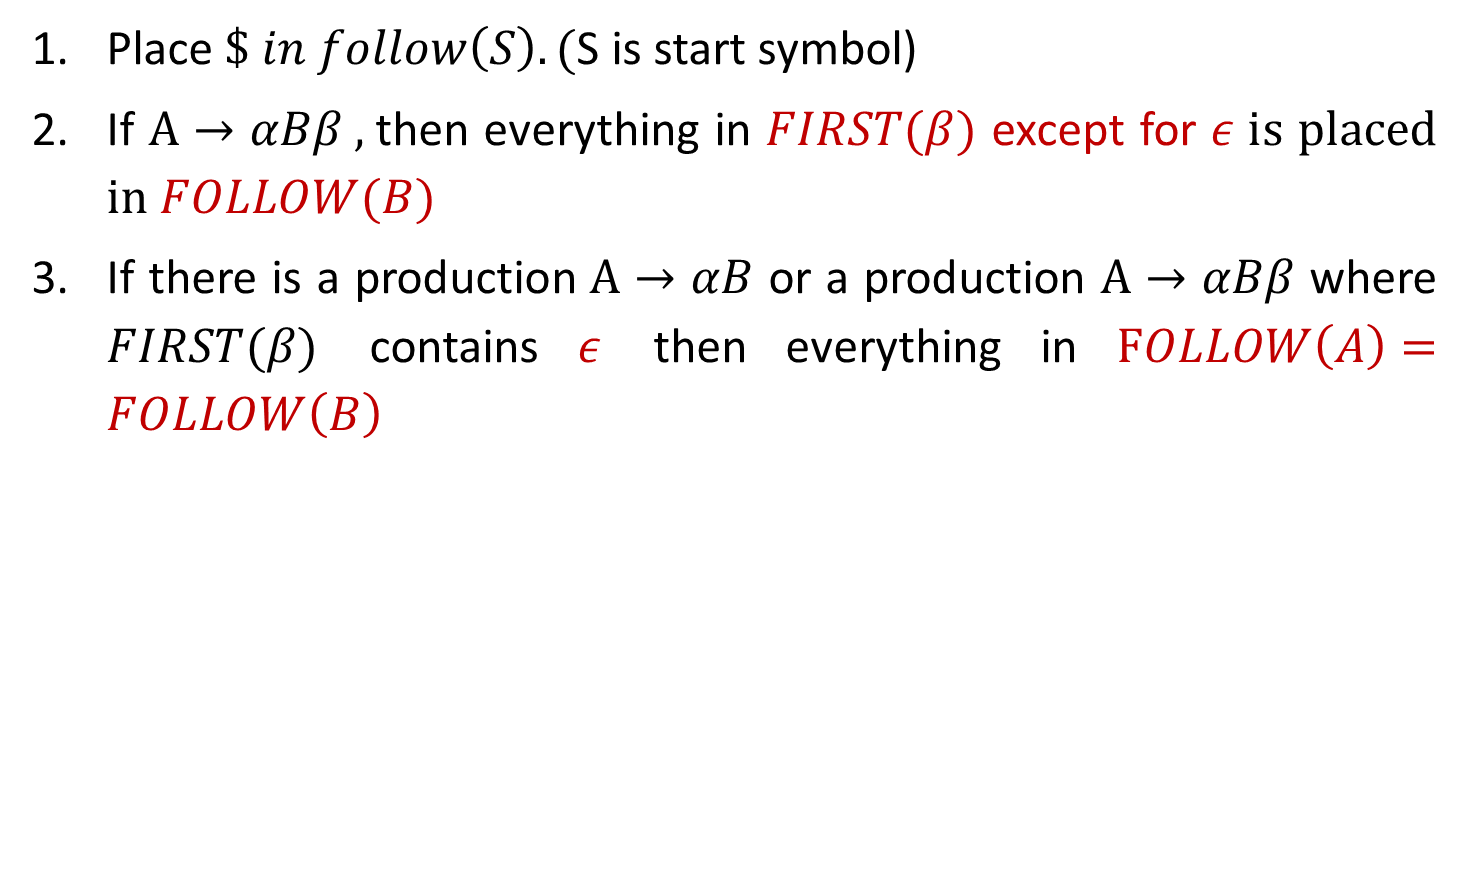 1. Place $ in follow(S). (S is start symbol)
2. If A → αBβ , then everything in FIRST(β) except for ϵ is placed
in FOLLOW(B)
3. If there is a production A → αB or a production A → αBβ where
FIRST(β) contains ϵ then everything in FOLLOW(A) =
FOLLOW(B)